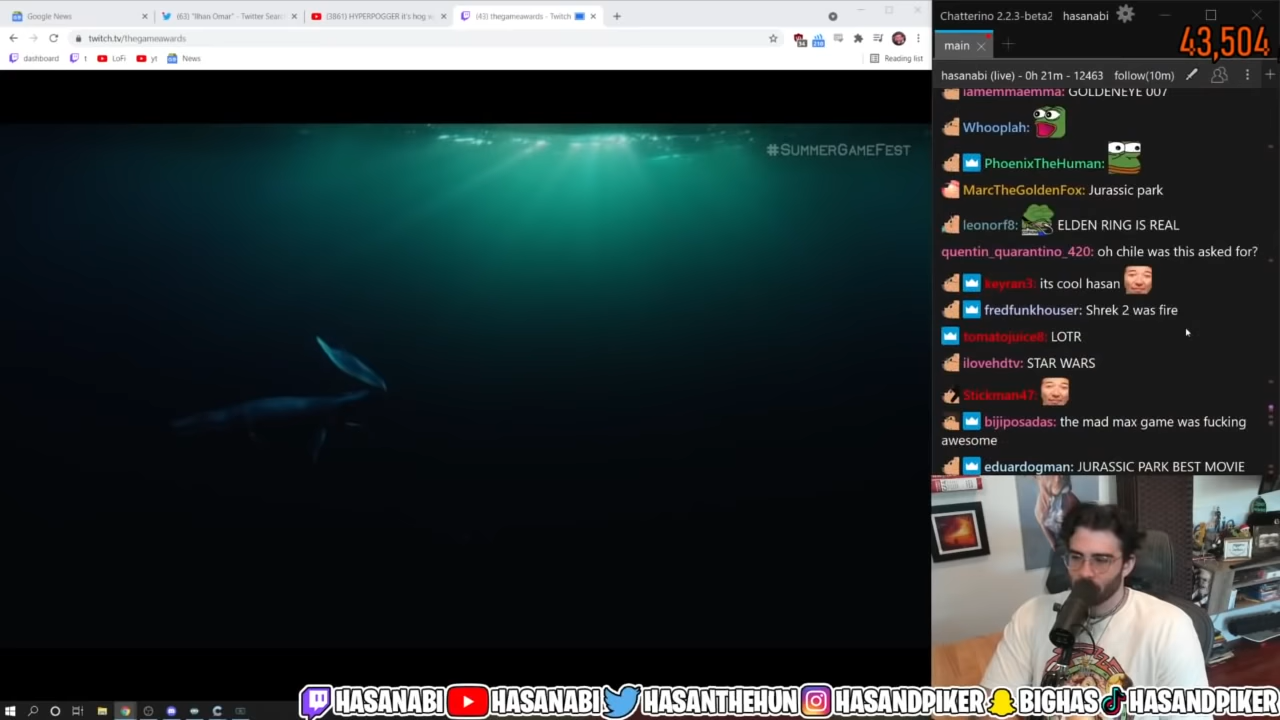 Google News
(63) "Ilhan Omar" - Twitter Sear
(3861) HYPERPOGGER it's hog
(43) thegameawards - Twitch
Chatterino 2.2.3-beta2
hasanabi
43,504
twitch.tv/thegameawards
main
dashboard
t
LoFi
yt
News
Reading list
hasanabi (live) - 0h 21m - 12463
follow(10m)
#SUMMERGAMEFEST
iamemmaemma: GOLDENEYE 007
Whooplah:
PhoenixTheHuman:
MarcTheGoldenFox: Jurassic park
leonorf8: ELDEN RING IS REAL
quentin_quarantino_420: oh chile was this asked for?
keyran3: its cool hasan
fredfunkhouser: Shrek 2 was fire
tomatojuice8: LOTR
ilovehdtv: STAR WARS
Stickman47:
bijiposadas: the mad max game was fucking
awesome
eduardogman: JURASSIC PARK BEST MOVIE
HASANABI HASANABI HASANTHEHUN HASANDPIKER BIGHAS HASANDPIKER